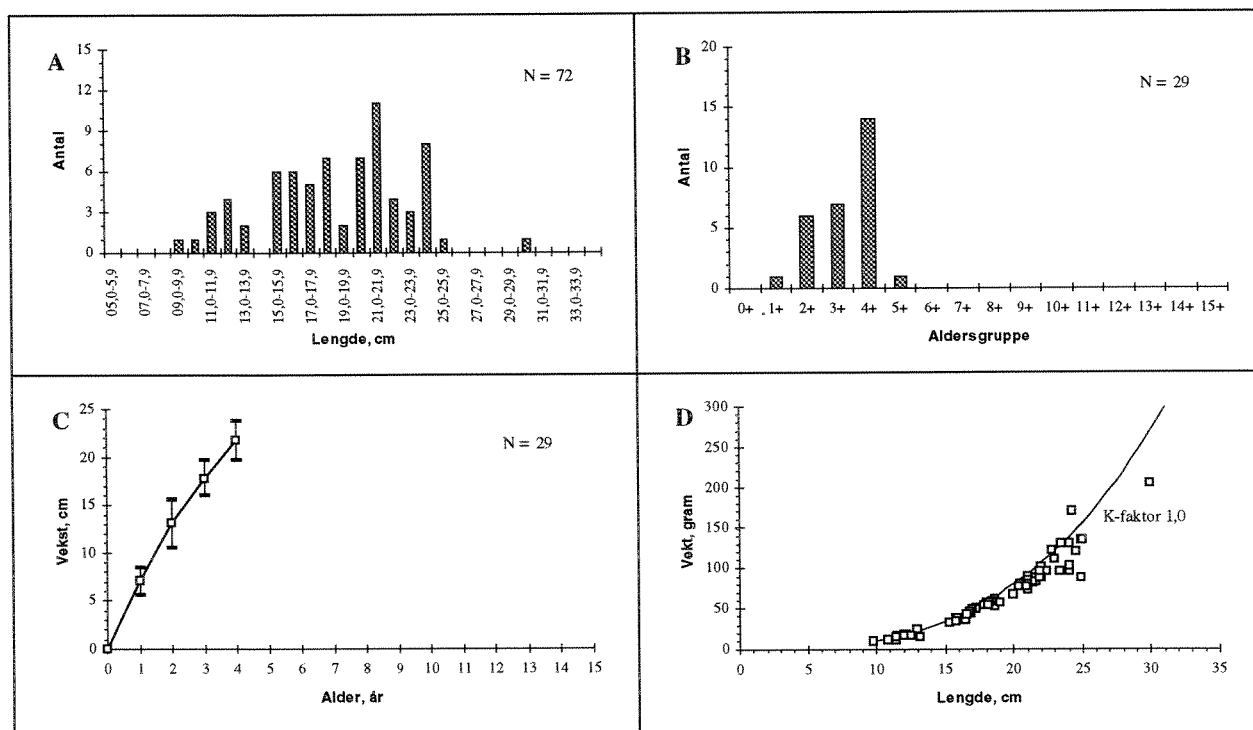 A
N = 72
Antal
15
12
9
6
3
0
05,0-5,9
07,0-7,9
09,0-9,9
11,0-11,9
13,0-13,9
15,0-15,9
17,0-17,9
19,0-19,9
21,0-21,9
23,0-23,9
25,0-25,9
27,0-27,9
29,0-29,9
31,0-31,9
33,0-33,9
Lengde, cm
B
N = 29
Antal
20
15
10
5
0
0+ .1+ 2+ 3+ 4+ 5+ 6+ 7+ 8+ 9+ 10+ 11+ 12+ 13+ 14+ 15+
Aldersgruppe
C
N = 29
Vekst, cm
25
20
15
10
5
0
0 1 2 3 4 5 6 7 8 9 10 11 12 13 14 15
Alder, år
D
K-faktor 1,0
Vekt, gram
300
250
200
150
100
50
0
0 5 10 15 20 25 30 35
Lengde, cm